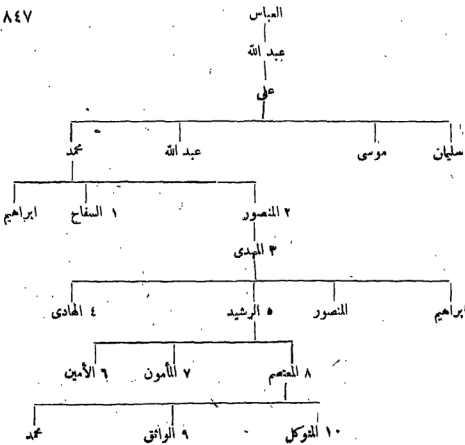 ٨٤٧
العباس
عبد الله
على
سليمان موسى عبد الله محمد
٢ المنصور ١ السفاح ابراهيم
٣ المهدى
ابراهيم المنصور ٥ الرشيد ٤ الهادى
٨ المعتصم ٧ المأمون ٦ الأمين
١٠ المتوكل ٩ الواثق محمد